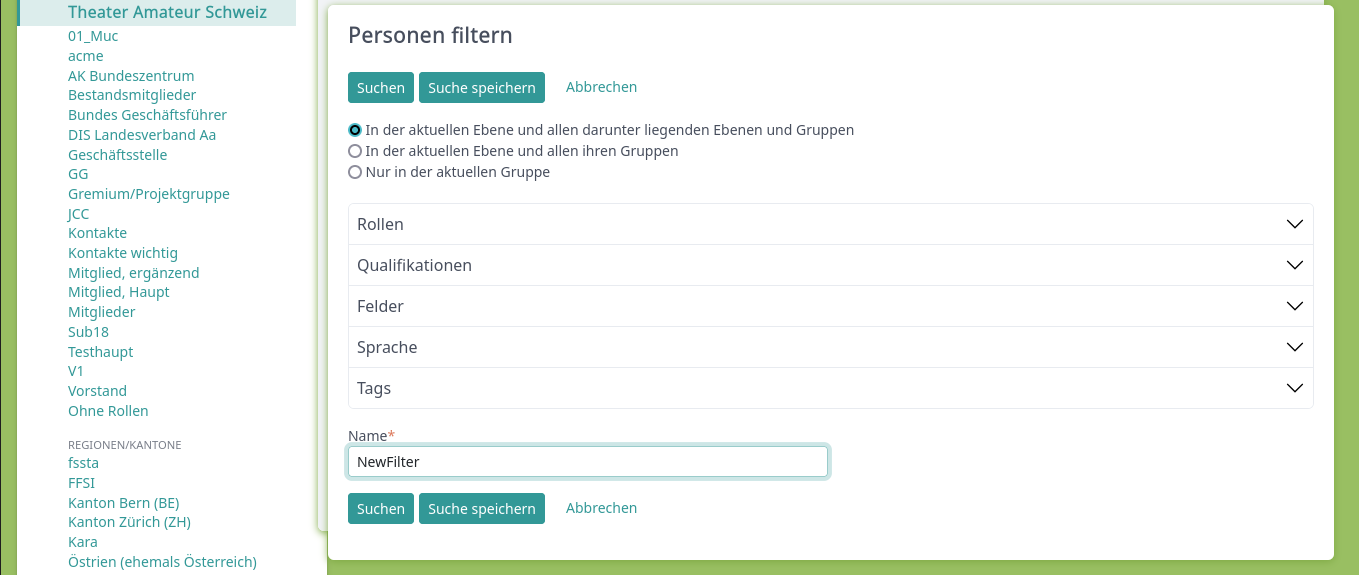 Theater Amateur Schweiz
01_Muc
acme
AK Bundeszentrum
Bestandsmitglieder
Bundes Geschäftsführer
DIS Landesverband Aa
Geschäftsstelle
GG
Gremium/Projektgruppe
JCC
Kontakte
Kontakte wichtig
Mitglied, ergänzend
Mitglied, Haupt
Mitglieder
Sub18
Testhaupt
V1
Vorstand
Ohne Rollen
REGIONEN/KANTONE
fssta
FFSI
Kanton Bern (BE)
Kanton Zürich (ZH)
Kara
Östrien (ehemals Österreich)
Personen filtern
Suchen Suche speichern Abbrechen
In der aktuellen Ebene und allen darunter liegenden Ebenen und Gruppen
In der aktuellen Ebene und allen ihren Gruppen
Nur in der aktuellen Gruppe
Rollen
Qualifikationen
Felder
Sprache
Tags
Name*
NewFilter
Suchen Suche speichern Abbrechen